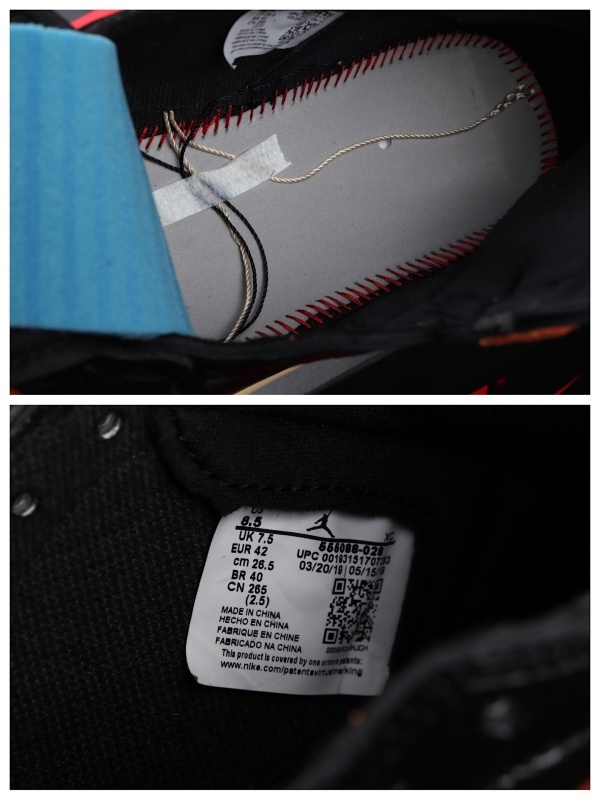 US
8.5
UK 7.5
EUR 42
cm 26.5
BR 40
CN 265
(2.5)
555088-028
UPC
03/20/19 05/15/19
MADE IN CHINA
HECHO EN CHINA
FABRIQUE EN CHINE
FABRICADO NA CHINA
This product is covered by one or more patents:
www.nike.com/patentsvirtualmarking